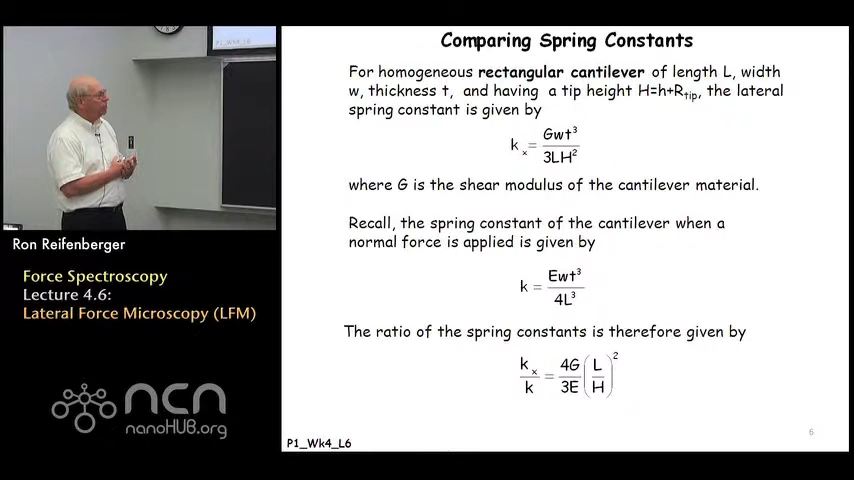 Comparing Spring Constants
For homogeneous rectangular cantilever of length L, width
w, thickness t, and having a tip height H=h+R_tip, the lateral
spring constant is given by
k_x = Gwt³ / 3LH²
where G is the shear modulus of the cantilever material.
Recall, the spring constant of the cantilever when a
normal force is applied is given by
k = Ewt³ / 4L³
The ratio of the spring constants is therefore given by
k_x / k = 4G / 3E (L / H)²
6
P1_Wk4_L6
P1_Wk4_L6
Ron Reifenberger
Force Spectroscopy
Lecture 4.6:
Lateral Force Microscopy (LFM)
ncn
nanoHUB.org